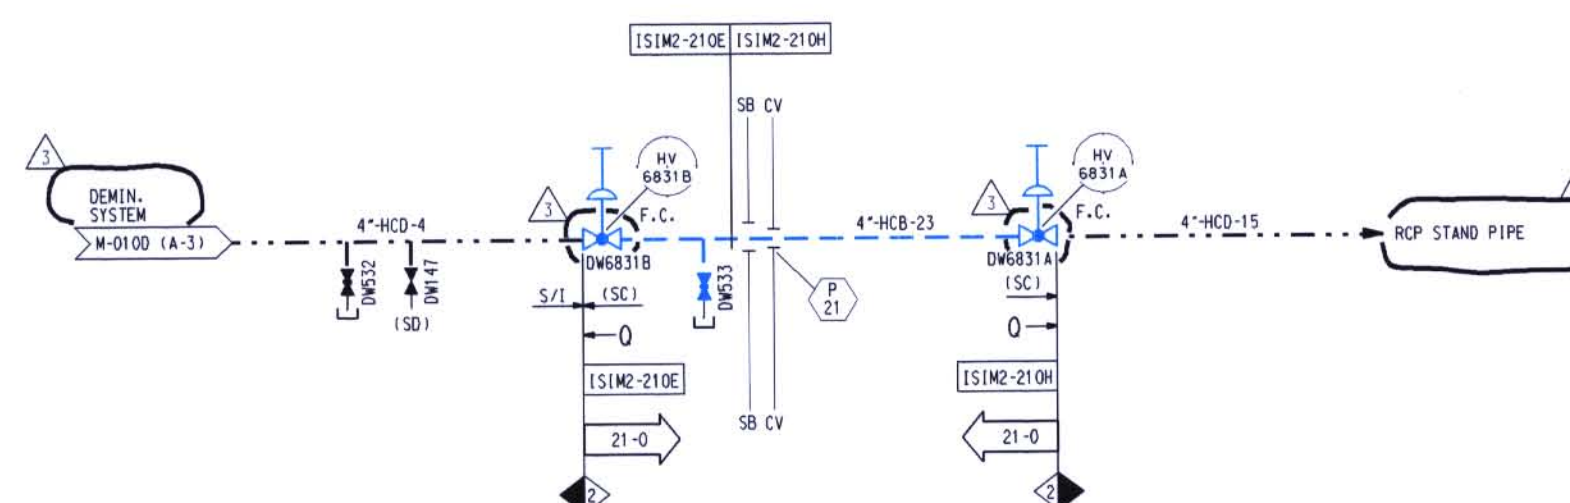 ISIM2-210E ISIM2-210H
SB CV
3
DEMIN.
SYSTEM
M-010D (A-3)
4"-HCD-4
DW532
DW147
(SD)
3
HV
6831B
F.C.
DW6831B
S/I
(SC)
Q
DW533
P
21
4"-HCB-23
3
HV
6831A
F.C.
DW6831A
(SC)
Q
4"-HCD-15
RCP STAND PIPE
ISIM2-210E
ISIM2-210H
21-0
21-0
SB CV
2
2